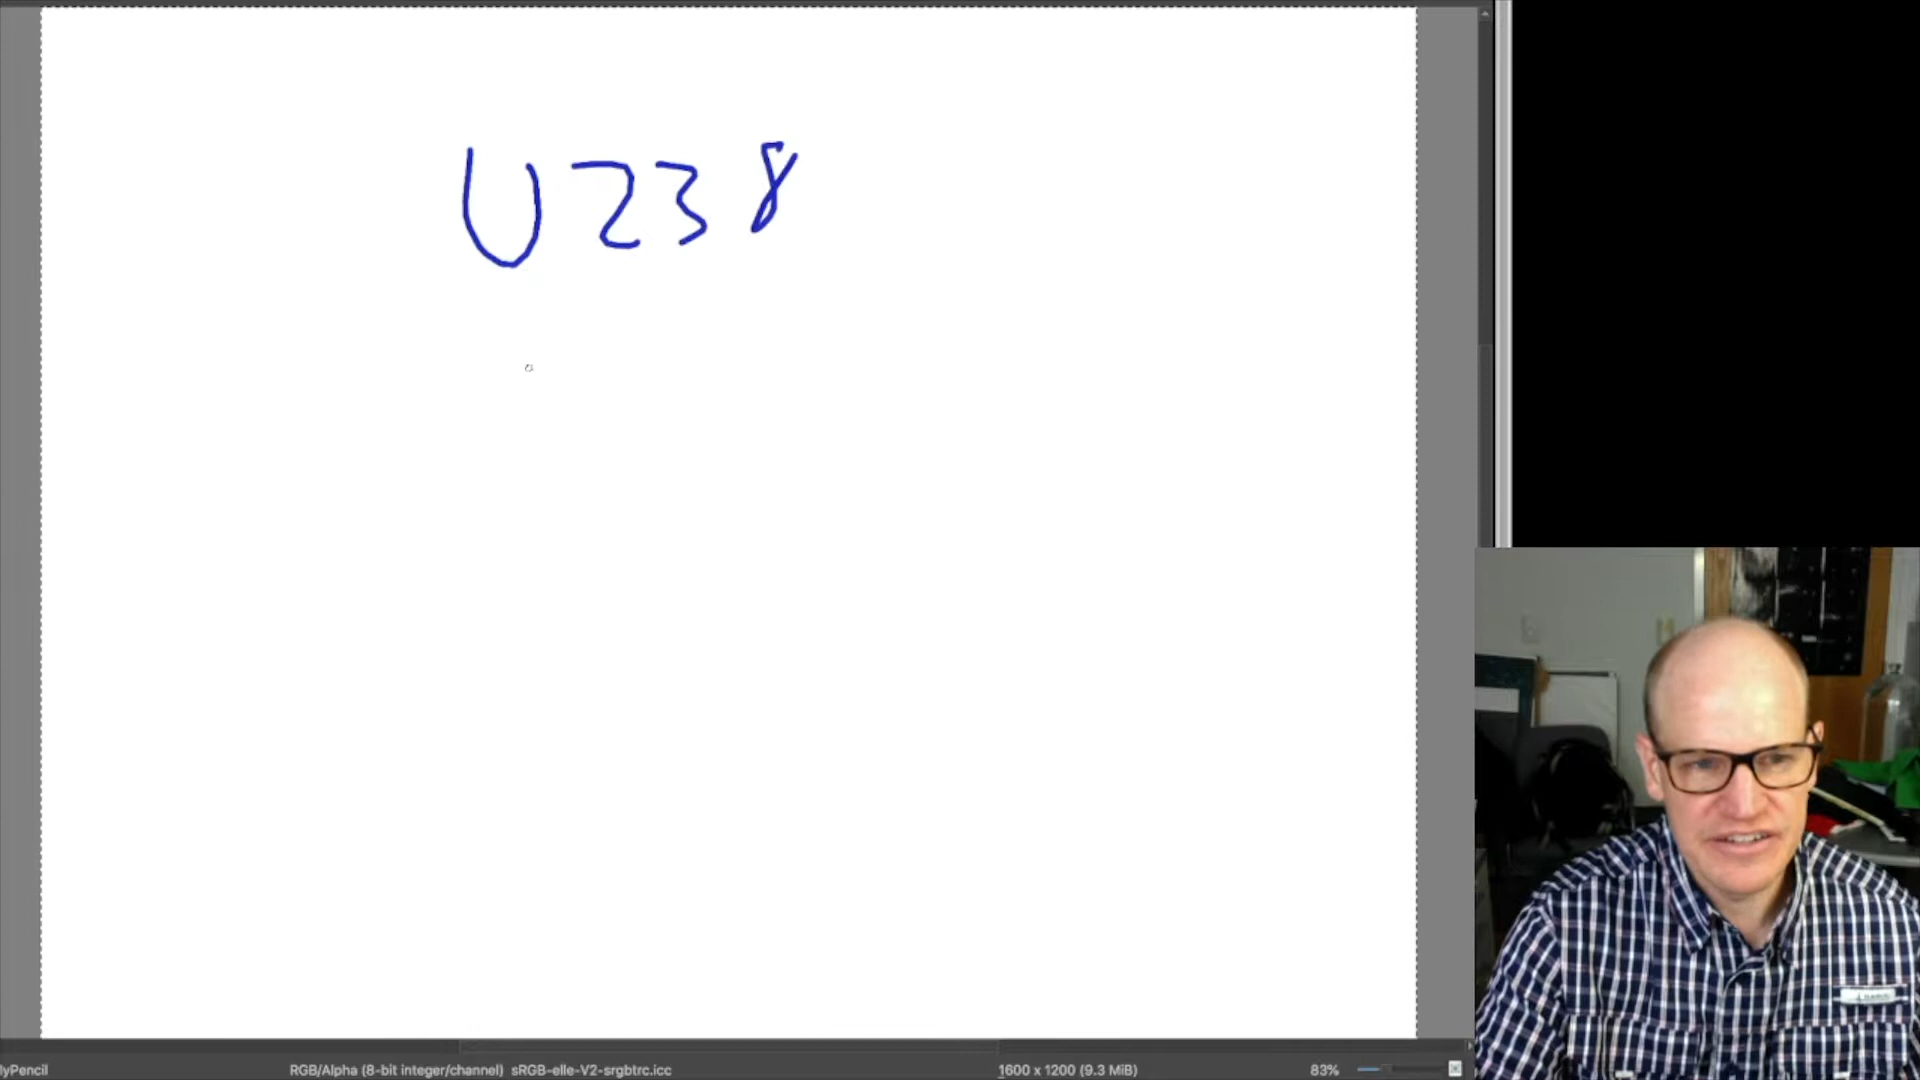 U238
lyPencil
RGB/Alpha (8-bit integer/channel) sRGB-elle-V2-srgbtrc.icc
1600 x 1200 (9.3 MiB)
83%